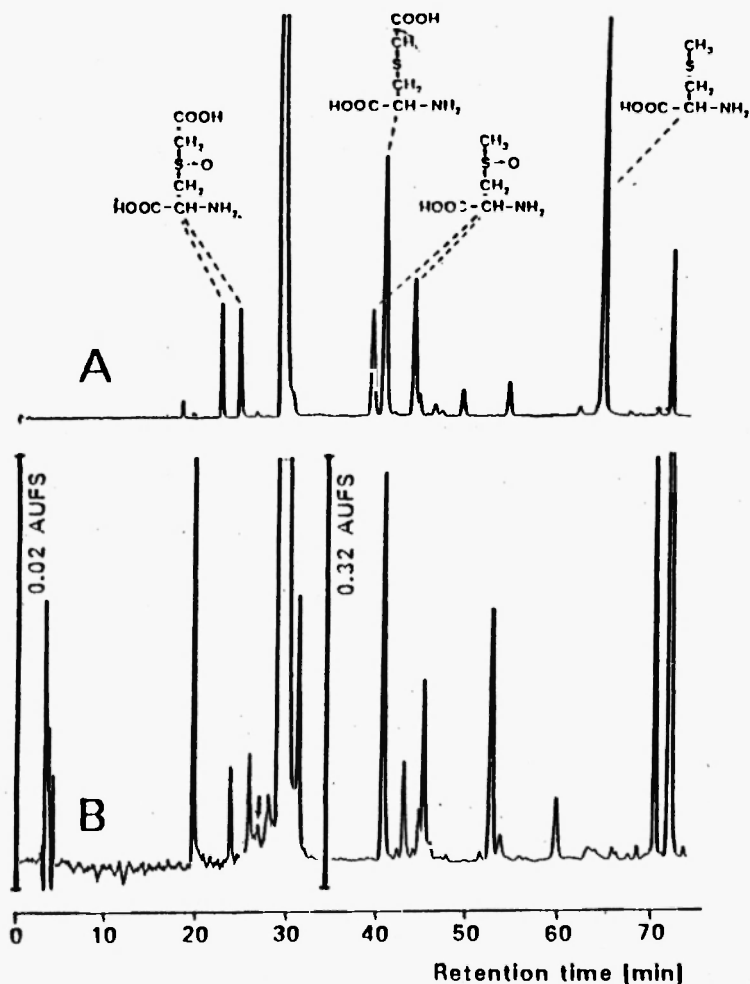 COOH
CH₂
S→O
CH₂
HOOC-CH-NH₂
COOH
CH₂
S
CH₂
HOOC-CH-NH₂
CH₃
S→O
CH₂
HOOC-CH-NH₂
CH₃
S
CH₂
HOOC-CH-NH₂
A
0.02 AUFS
0.32 AUFS
B
0 10 20 30 40 50 60 70
Retention time [min]